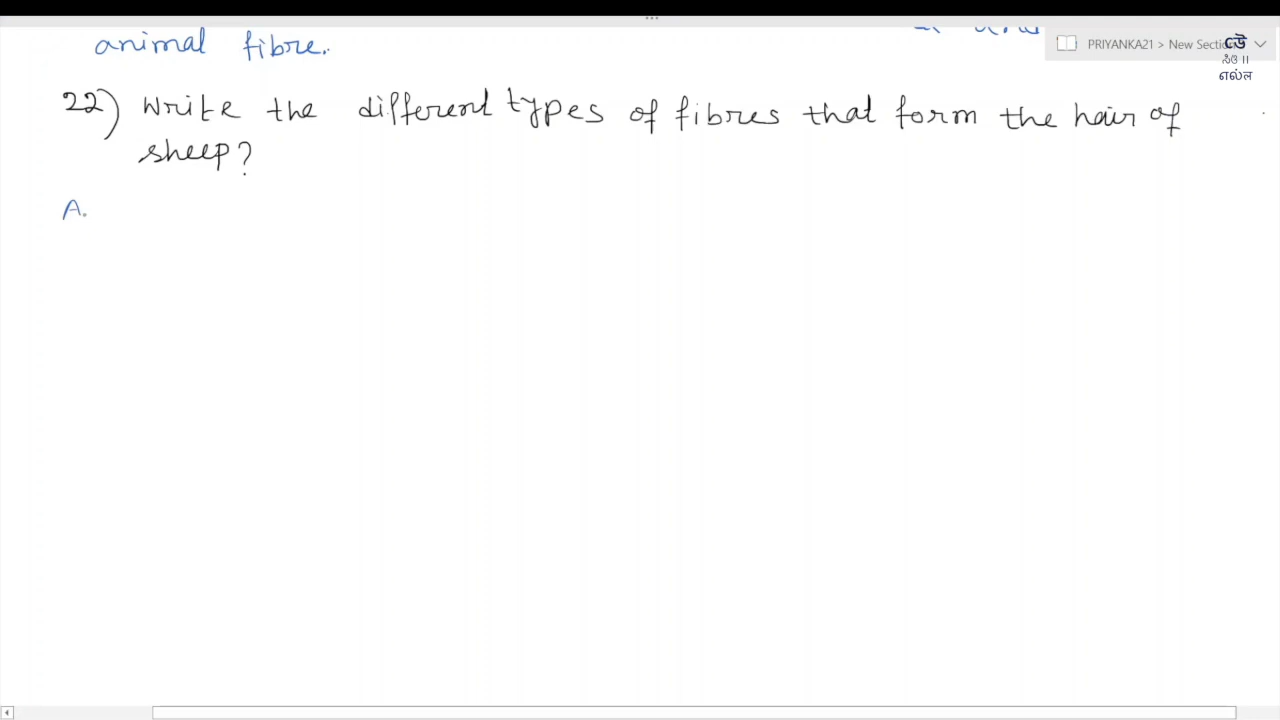 animal fibre.
PRIYANKA21 > New Section
22) Write the different types of fibres that form the hair of
sheep?
A.